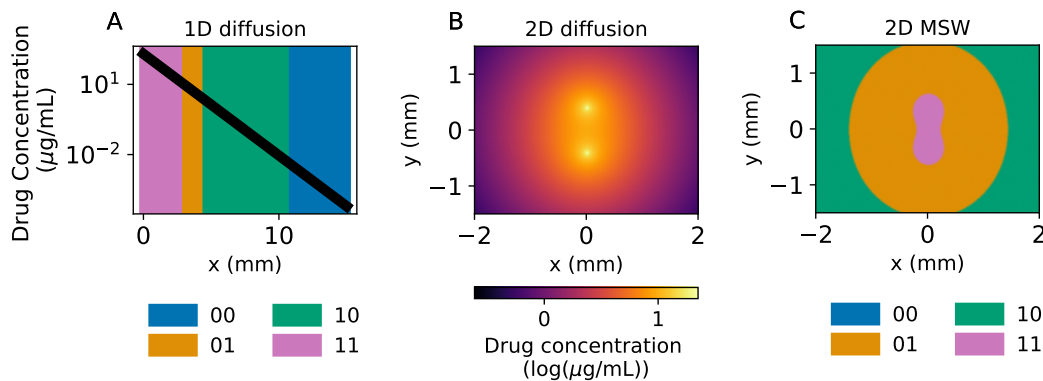 A
1D diffusion
Drug Concentration
(μg/mL)
10¹
10⁻²
0
10
x (mm)
00
10
01
11
B
2D diffusion
y (mm)
1
0
−1
−2
0
2
x (mm)
0
1
Drug concentration
(log(μg/mL))
C
2D MSW
y (mm)
1
0
−1
−2
0
2
x (mm)
00
10
01
11